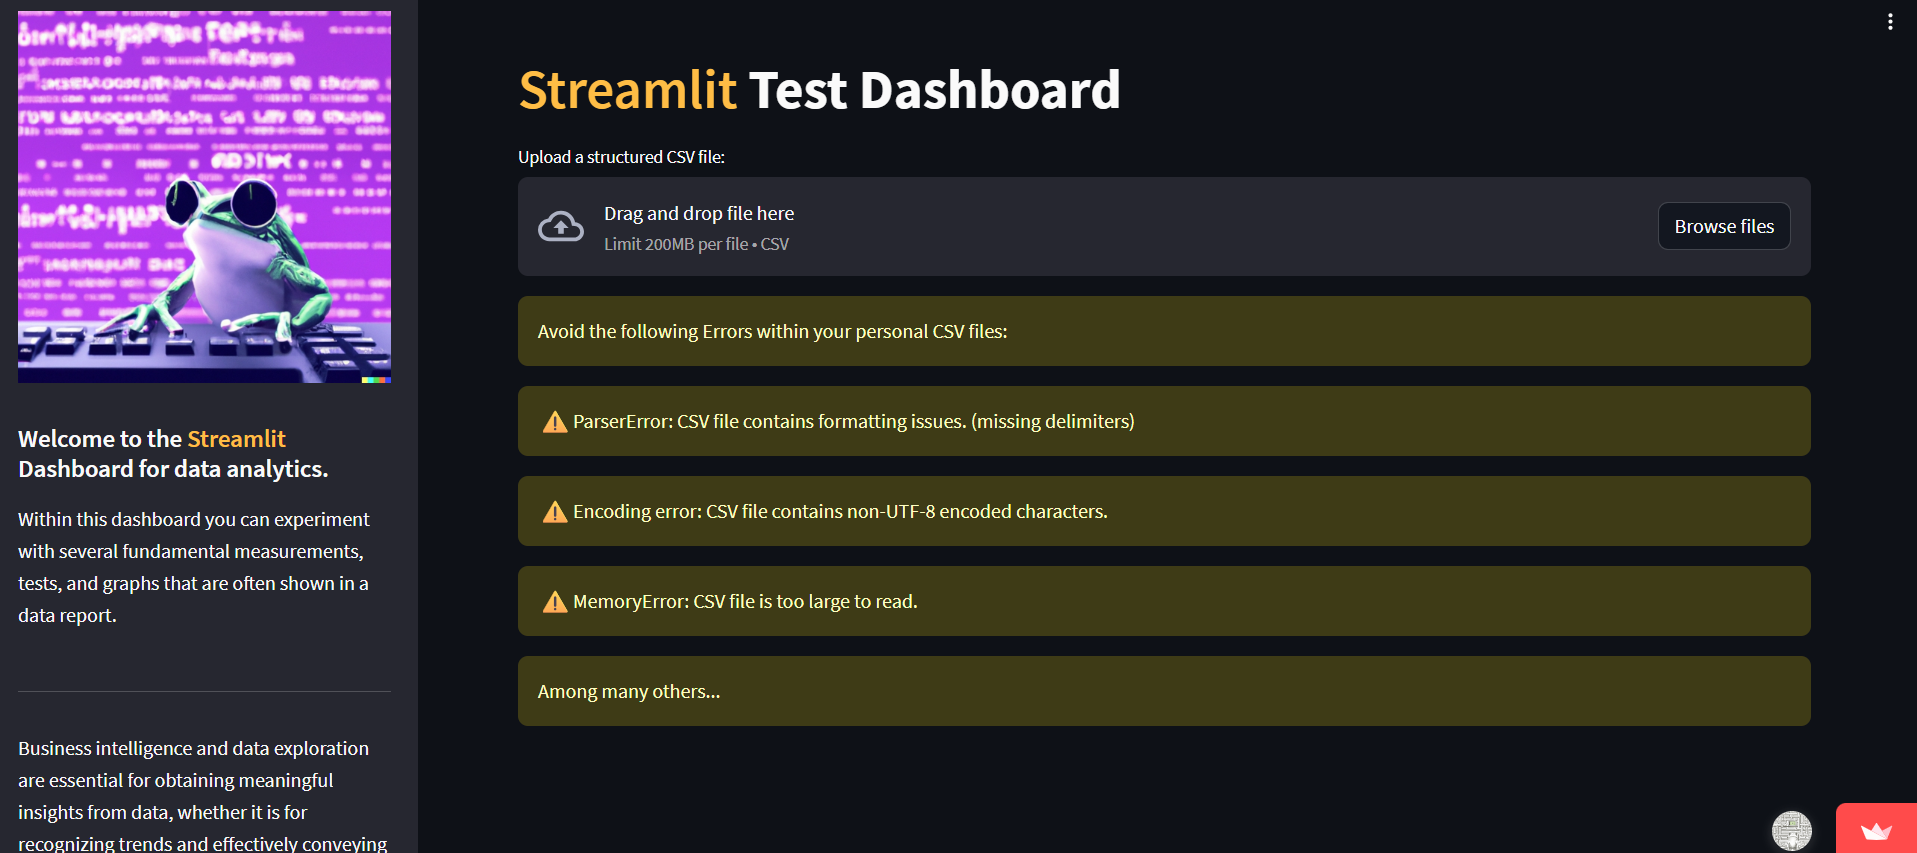 Welcome to the Streamlit
Dashboard for data analytics.
Within this dashboard you can experiment
with several fundamental measurements,
tests, and graphs that are often shown in a
data report.
Business intelligence and data exploration
are essential for obtaining meaningful
insights from data, whether it is for
recognizing trends and effectively conveying
Streamlit Test Dashboard
Upload a structured CSV file:
Drag and drop file here
Limit 200MB per file • CSV
Browse files
Avoid the following Errors within your personal CSV files:
⚠️ ParserError: CSV file contains formatting issues. (missing delimiters)
⚠️ Encoding error: CSV file contains non-UTF-8 encoded characters.
⚠️ MemoryError: CSV file is too large to read.
Among many others...